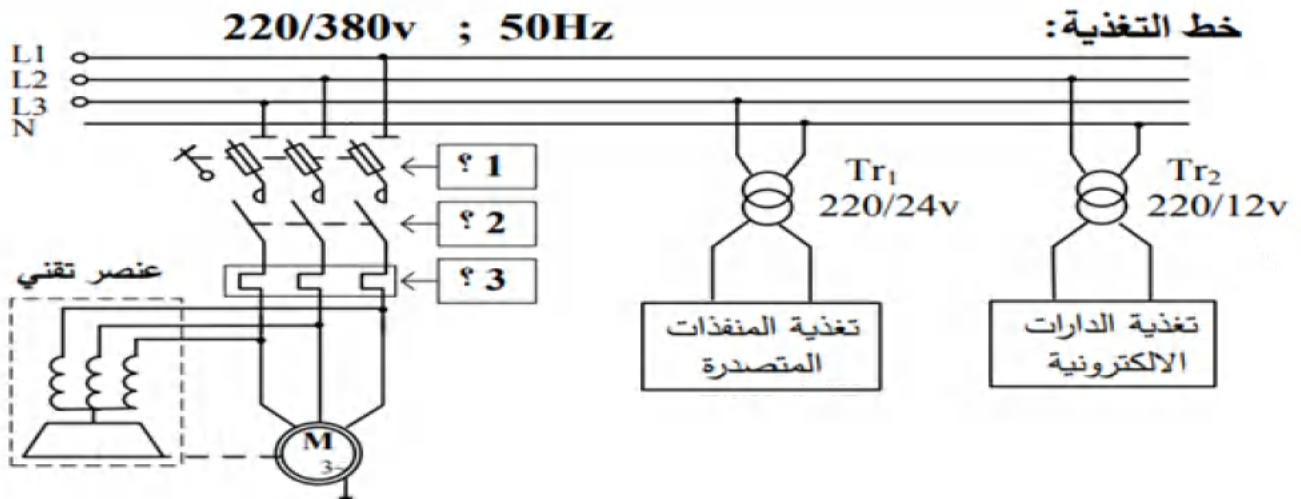 220/380v ; 50Hz
خط التغذية:
L1
L2
L3
N
1 ؟
2 ؟
3 ؟
Tr₁
220/24v
Tr₂
220/12v
عنصر تقني
تغذية المنفذات
المتصدرة
تغذية الدارات
الالكترونية
M
3~